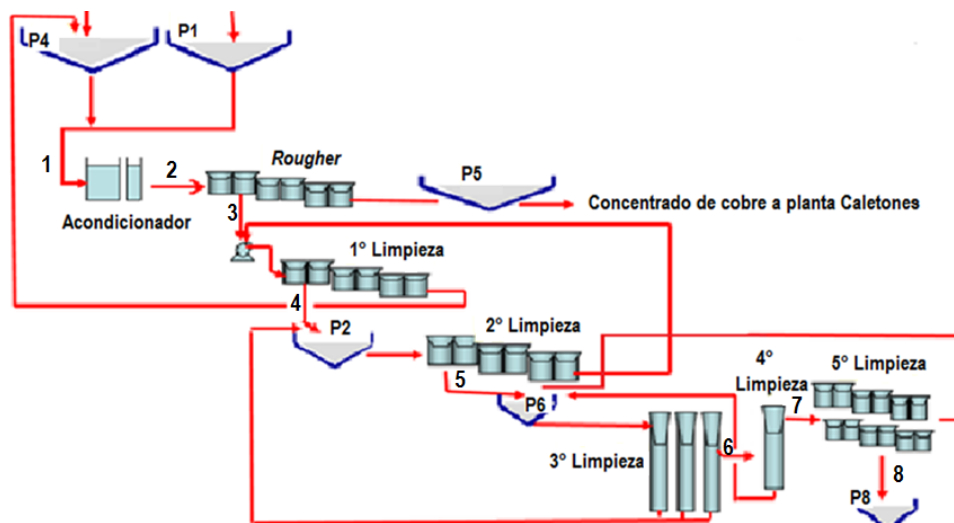 P4
P1
1
2
Rougher
P5
Acondicionador
3
Concentrado de cobre a planta Caletones
1° Limpieza
4
P2
2° Limpieza
5
P6
4°
Limpieza
5° Limpieza
7
3° Limpieza
6
8
P8